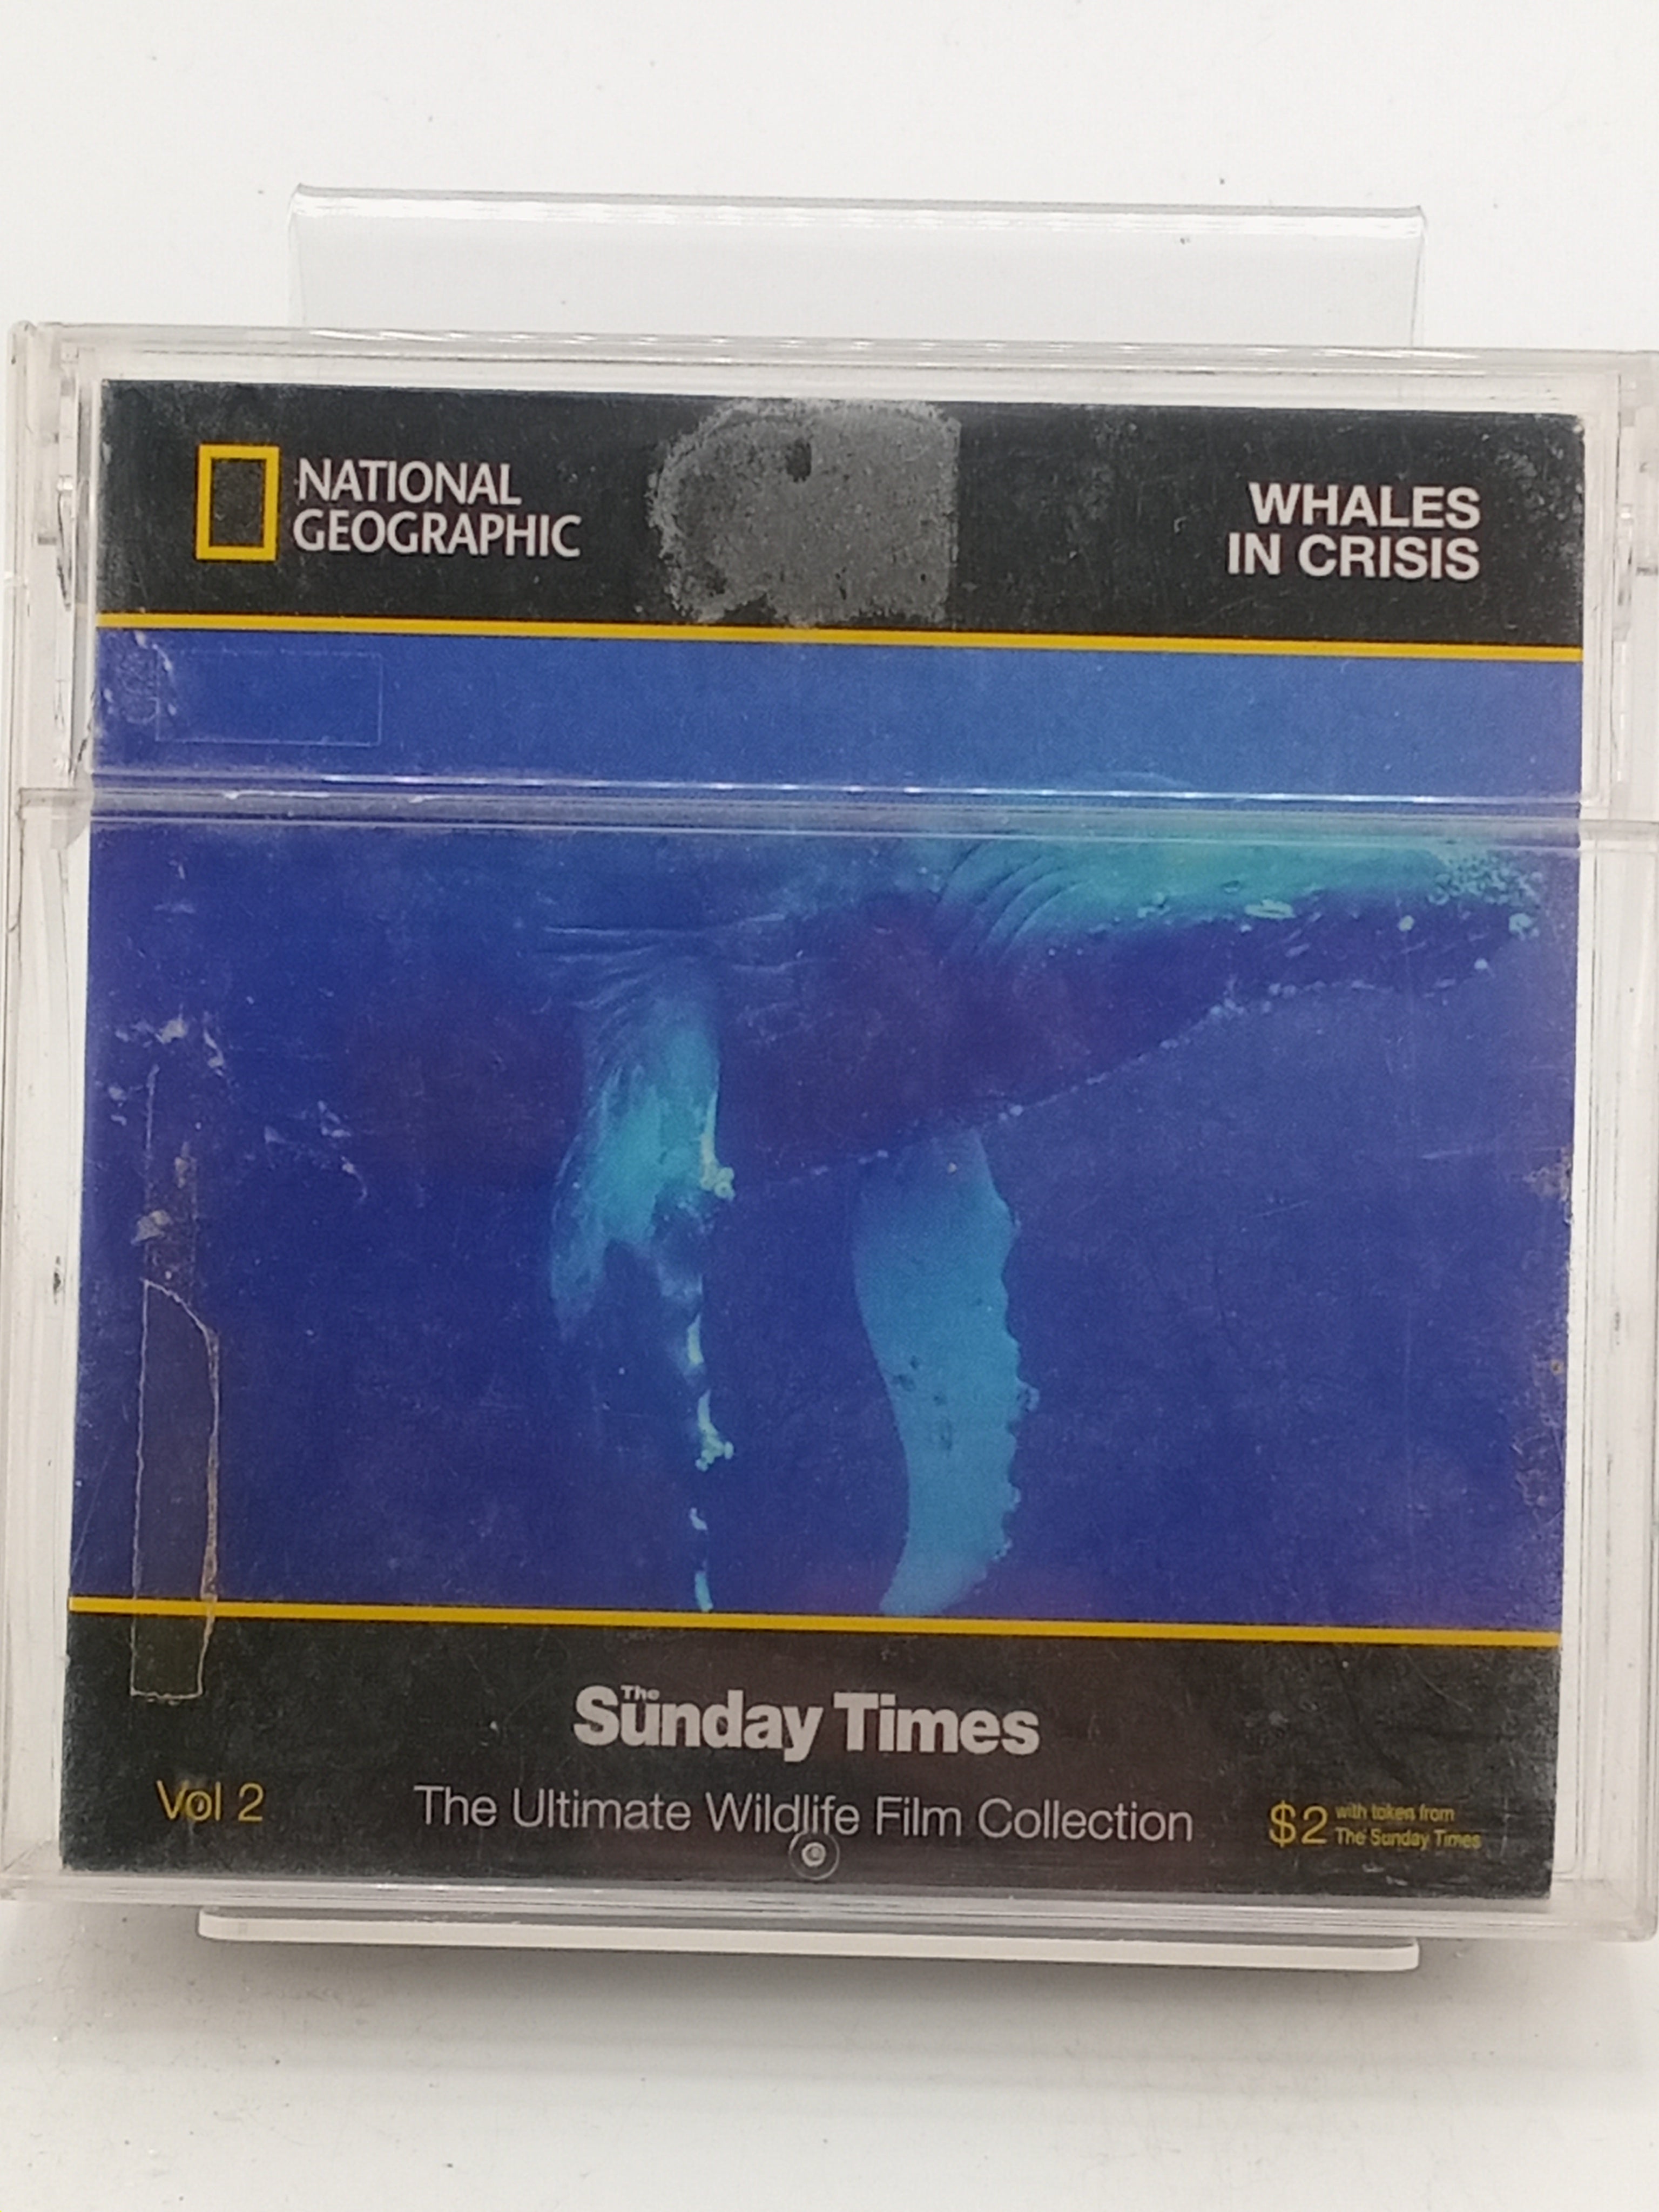 NATIONAL
GEOGRAPHIC
WHALES
IN CRISIS
The
Sunday Times
Vol 2
The Ultimate Wildlife Film Collection
$2 with token from
The Sunday Times